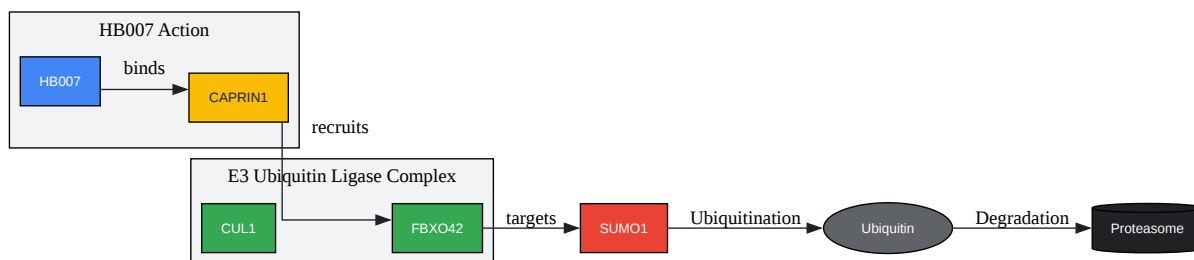 HB007 Action
HB007
binds
CAPRIN1
recruits
E3 Ubiquitin Ligase Complex
CUL1
FBXO42
targets
SUMO1
Ubiquitination
Ubiquitin
Degradation
Proteasome